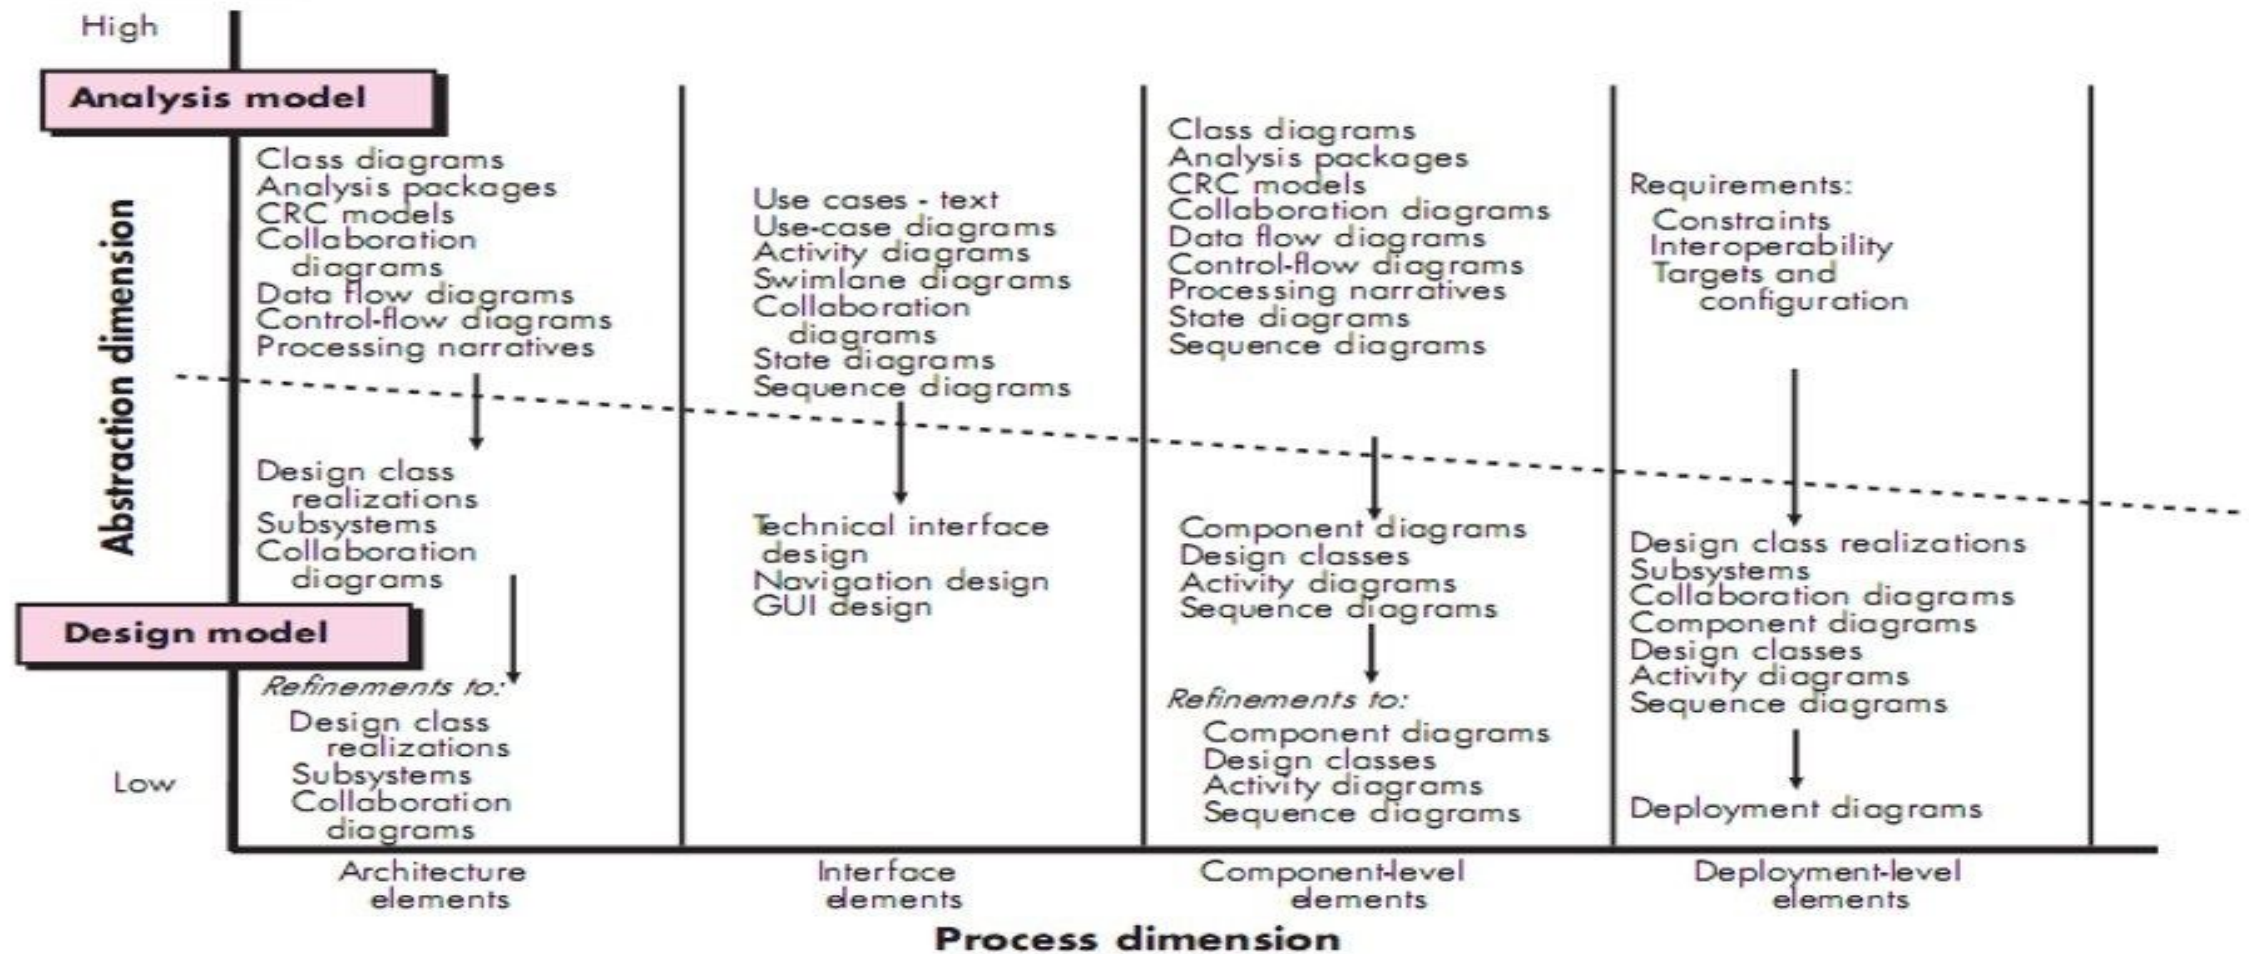 High
Analysis model
Abstraction dimension
Class diagrams
Analysis packages
CRC models
Collaboration
diagrams
Data flow diagrams
Control-flow diagrams
Processing narratives
Design class
realizations
Subsystems
Collaboration
diagrams
Design model
Refinements to:
Design class
realizations
Subsystems
Collaboration
diagrams
Low
Use cases - text
Use-case diagrams
Activity diagrams
Swimlane diagrams
Collaboration
diagrams
State diagrams
Sequence diagrams
Technical interface
design
Navigation design
GUI design
Class diagrams
Analysis packages
CRC models
Collaboration diagrams
Data flow diagrams
Control-flow diagrams
Processing narratives
State diagrams
Sequence diagrams
Component diagrams
Design classes
Activity diagrams
Sequence diagrams
Refinements to:
Component diagrams
Design classes
Activity diagrams
Sequence diagrams
Requirements:
Constraints
Interoperability
Targets and
configuration
Design class realizations
Subsystems
Collaboration diagrams
Component diagrams
Design classes
Activity diagrams
Sequence diagrams
Deployment diagrams
Architecture
elements
Interface
elements
Component-level
elements
Deployment-level
elements
Process dimension